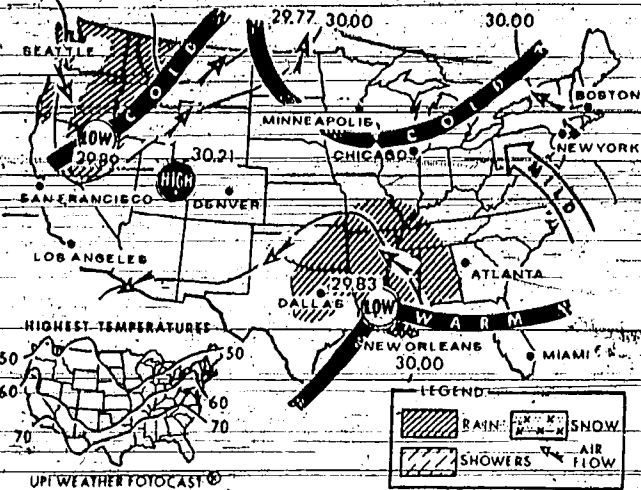 29.77
30.00
30.00
SEATTLE
COLD
COLD
MINNEAPOLIS
BOSTON
NEW YORK
CHICAGO
LOW
30.21
HIGH
DENVER
SAN FRANCISCO
MILD
LOS ANGELES
ATLANTA
29.83
DALLAS
LOW
WARM
NEW ORLEANS
30.00
MIAMI
HIGHEST TEMPERATURES
50
50
60
60
70
70
LEGEND
RAIN
SNOW
SHOWERS
AIR FLOW
UPI WEATHER FOTOCAST ®